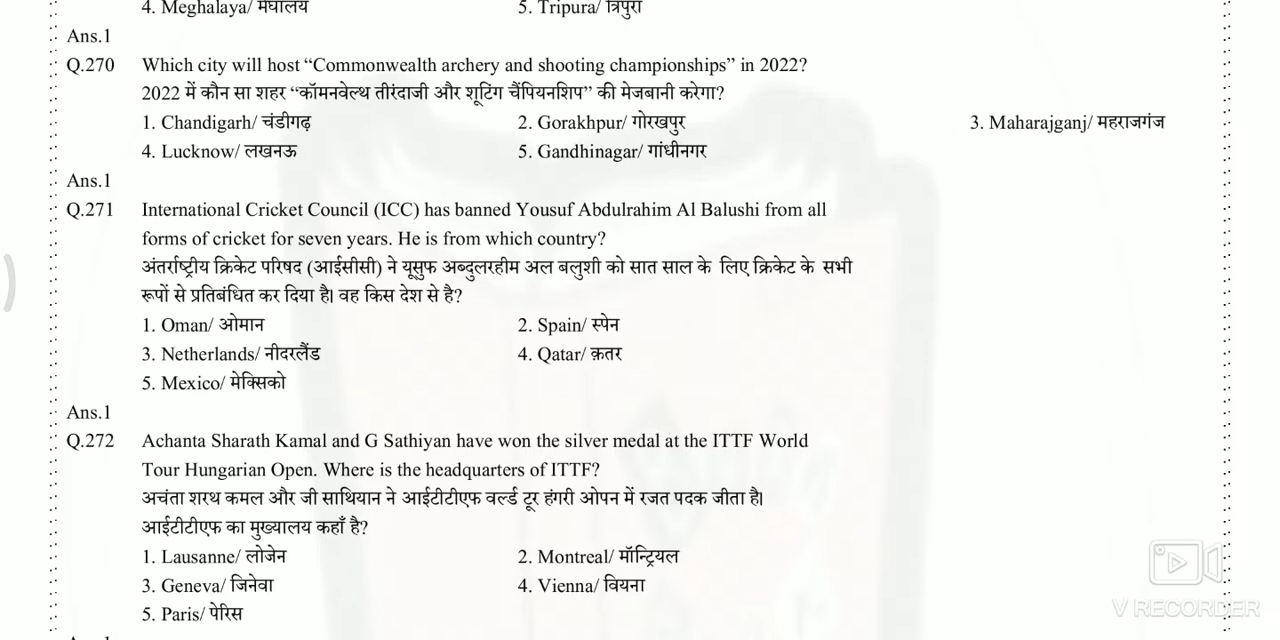 4. Meghalaya/ मेघालय 5. Tripura/ त्रिपुरा
Ans.1
Q.270 Which city will host “Commonwealth archery and shooting championships” in 2022?
2022 में कौन सा शहर “कॉमनवेल्थ तीरंदाजी और शूटिंग चैंपियनशिप” की मेजबानी करेगा?
1. Chandigarh/ चंडीगढ़ 2. Gorakhpur/ गोरखपुर 3. Maharajganj/ महराजगंज
4. Lucknow/ लखनऊ 5. Gandhinagar/ गांधीनगर
Ans.1
Q.271 International Cricket Council (ICC) has banned Yousuf Abdulrahim Al Balushi from all
forms of cricket for seven years. He is from which country?
अंतर्राष्ट्रीय क्रिकेट परिषद (आईसीसी) ने यूसुफ अब्दुलरहीम अल बलुशी को सात साल के लिए क्रिकेट के सभी
रूपों से प्रतिबंधित कर दिया है। वह किस देश से है?
1. Oman/ ओमान 2. Spain/ स्पेन
3. Netherlands/ नीदरलैंड 4. Qatar/ क़तर
5. Mexico/ मेक्सिको
Ans.1
Q.272 Achanta Sharath Kamal and G Sathiyan have won the silver medal at the ITTF World
Tour Hungarian Open. Where is the headquarters of ITTF?
अचंता शरथ कमल और जी साथियान ने आईटीटीएफ वर्ल्ड टूर हंगरी ओपन में रजत पदक जीता है।
आईटीटीएफ का मुख्यालय कहाँ है?
1. Lausanne/ लोजेन 2. Montreal/ मॉन्ट्रियल
3. Geneva/ जिनेवा 4. Vienna/ वियना
5. Paris/ पेरिस
V RECORDER